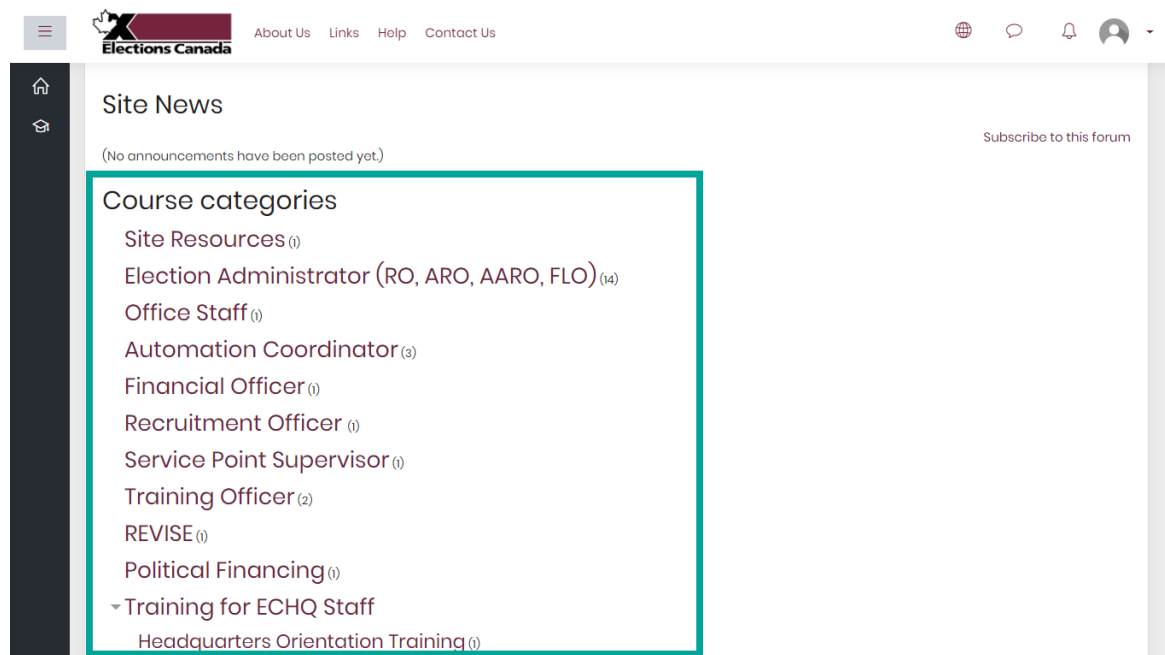 Elections Canada
About Us Links Help Contact Us
Site News
Subscribe to this forum
(No announcements have been posted yet.)
Course categories
Site Resources (1)
Election Administrator (RO, ARO, AARO, FLO) (14)
Office Staff (1)
Automation Coordinator (3)
Financial Officer (1)
Recruitment Officer (1)
Service Point Supervisor (1)
Training Officer (2)
REVISE (1)
Political Financing (1)
Training for ECHQ Staff
Headquarters Orientation Training (1)